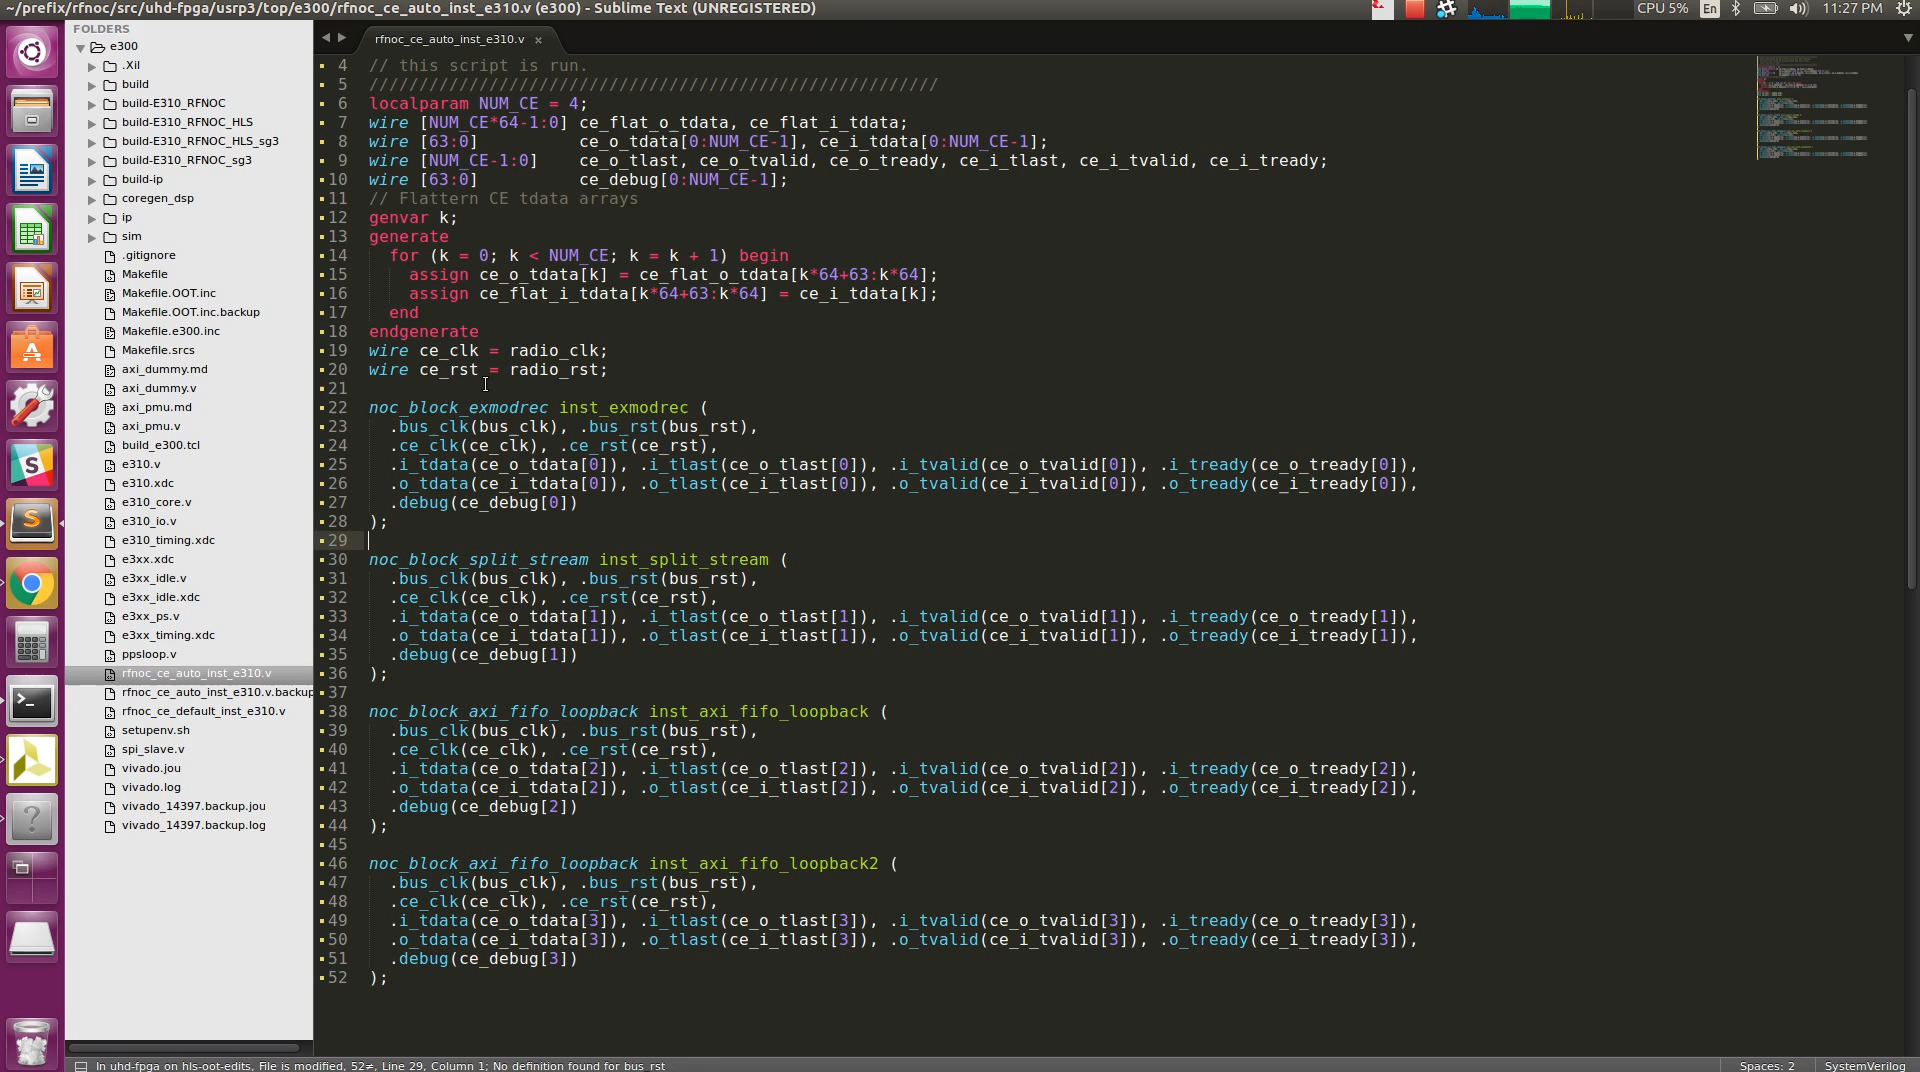 ~/prefix/rfnoc/src/uhd-fpga/usrp3/top/e300/rfnoc_ce_auto_inst_e310.v (e300) - Sublime Text (UNREGISTERED)
CPU 5% En 11:27 PM
FOLDERS
e300
.Xil
build
build-E310_RFNOC
build-E310_RFNOC_HLS
build-E310_RFNOC_HLS_sg3
build-E310_RFNOC_sg3
build-ip
coregen_dsp
ip
sim
.gitignore
Makefile
Makefile.OOT.inc
Makefile.OOT.inc.backup
Makefile.e300.inc
Makefile.srcs
axi_dummy.md
axi_dummy.v
axi_pmu.md
axi_pmu.v
build_e300.tcl
e310.v
e310.xdc
e310_core.v
e310_io.v
e310_timing.xdc
e3xx.xdc
e3xx_idle.v
e3xx_idle.xdc
e3xx_ps.v
e3xx_timing.xdc
ppsloop.v
rfnoc_ce_auto_inst_e310.v
rfnoc_ce_auto_inst_e310.v.backup
rfnoc_ce_default_inst_e310.v
setupenv.sh
spi_slave.v
vivado.jou
vivado.log
vivado_14397.backup.jou
vivado_14397.backup.log
rfnoc_ce_auto_inst_e310.v ×
4 // this script is run.
5 /////////////////////////////////////////////////////////
6 localparam NUM_CE = 4;
7 wire [NUM_CE*64-1:0] ce_flat_o_tdata, ce_flat_i_tdata;
8 wire [63:0] ce_o_tdata[0:NUM_CE-1], ce_i_tdata[0:NUM_CE-1];
9 wire [NUM_CE-1:0] ce_o_tlast, ce_o_tvalid, ce_o_tready, ce_i_tlast, ce_i_tvalid, ce_i_tready;
10 wire [63:0] ce_debug[0:NUM_CE-1];
11 // Flattern CE tdata arrays
12 genvar k;
13 generate
14 for (k = 0; k < NUM_CE; k = k + 1) begin
15 assign ce_o_tdata[k] = ce_flat_o_tdata[k*64+63:k*64];
16 assign ce_flat_i_tdata[k*64+63:k*64] = ce_i_tdata[k];
17 end
18 endgenerate
19 wire ce_clk = radio_clk;
20 wire ce_rst = radio_rst;
21
22 noc_block_exmodrec inst_exmodrec (
23 .bus_clk(bus_clk), .bus_rst(bus_rst),
24 .ce_clk(ce_clk), .ce_rst(ce_rst),
25 .i_tdata(ce_o_tdata[0]), .i_tlast(ce_o_tlast[0]), .i_tvalid(ce_o_tvalid[0]), .i_tready(ce_o_tready[0]),
26 .o_tdata(ce_i_tdata[0]), .o_tlast(ce_i_tlast[0]), .o_tvalid(ce_i_tvalid[0]), .o_tready(ce_i_tready[0]),
27 .debug(ce_debug[0])
28 );
29
30 noc_block_split_stream inst_split_stream (
31 .bus_clk(bus_clk), .bus_rst(bus_rst),
32 .ce_clk(ce_clk), .ce_rst(ce_rst),
33 .i_tdata(ce_o_tdata[1]), .i_tlast(ce_o_tlast[1]), .i_tvalid(ce_o_tvalid[1]), .i_tready(ce_o_tready[1]),
34 .o_tdata(ce_i_tdata[1]), .o_tlast(ce_i_tlast[1]), .o_tvalid(ce_i_tvalid[1]), .o_tready(ce_i_tready[1]),
35 .debug(ce_debug[1])
36 );
37
38 noc_block_axi_fifo_loopback inst_axi_fifo_loopback (
39 .bus_clk(bus_clk), .bus_rst(bus_rst),
40 .ce_clk(ce_clk), .ce_rst(ce_rst),
41 .i_tdata(ce_o_tdata[2]), .i_tlast(ce_o_tlast[2]), .i_tvalid(ce_o_tvalid[2]), .i_tready(ce_o_tready[2]),
42 .o_tdata(ce_i_tdata[2]), .o_tlast(ce_i_tlast[2]), .o_tvalid(ce_i_tvalid[2]), .o_tready(ce_i_tready[2]),
43 .debug(ce_debug[2])
44 );
45
46 noc_block_axi_fifo_loopback inst_axi_fifo_loopback2 (
47 .bus_clk(bus_clk), .bus_rst(bus_rst),
48 .ce_clk(ce_clk), .ce_rst(ce_rst),
49 .i_tdata(ce_o_tdata[3]), .i_tlast(ce_o_tlast[3]), .i_tvalid(ce_o_tvalid[3]), .i_tready(ce_o_tready[3]),
50 .o_tdata(ce_i_tdata[3]), .o_tlast(ce_i_tlast[3]), .o_tvalid(ce_i_tvalid[3]), .o_tready(ce_i_tready[3]),
51 .debug(ce_debug[3])
52 );
In uhd-fpga on hls-oot-edits, File is modified, 52≠, Line 29, Column 1; No definition found for bus_rst
Spaces: 2 SystemVerilog